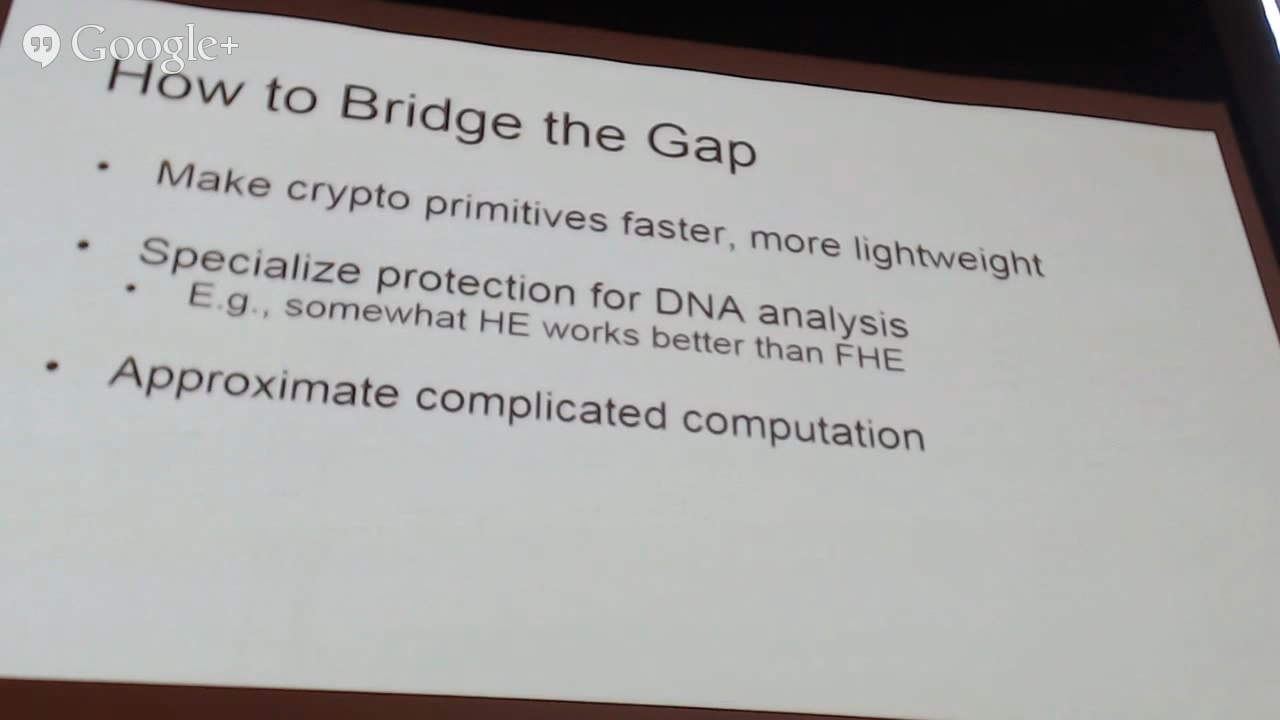 Google+
How to Bridge the Gap
• Make crypto primitives faster, more lightweight
• Specialize protection for DNA analysis
• E.g., somewhat HE works better than FHE
• Approximate complicated computation